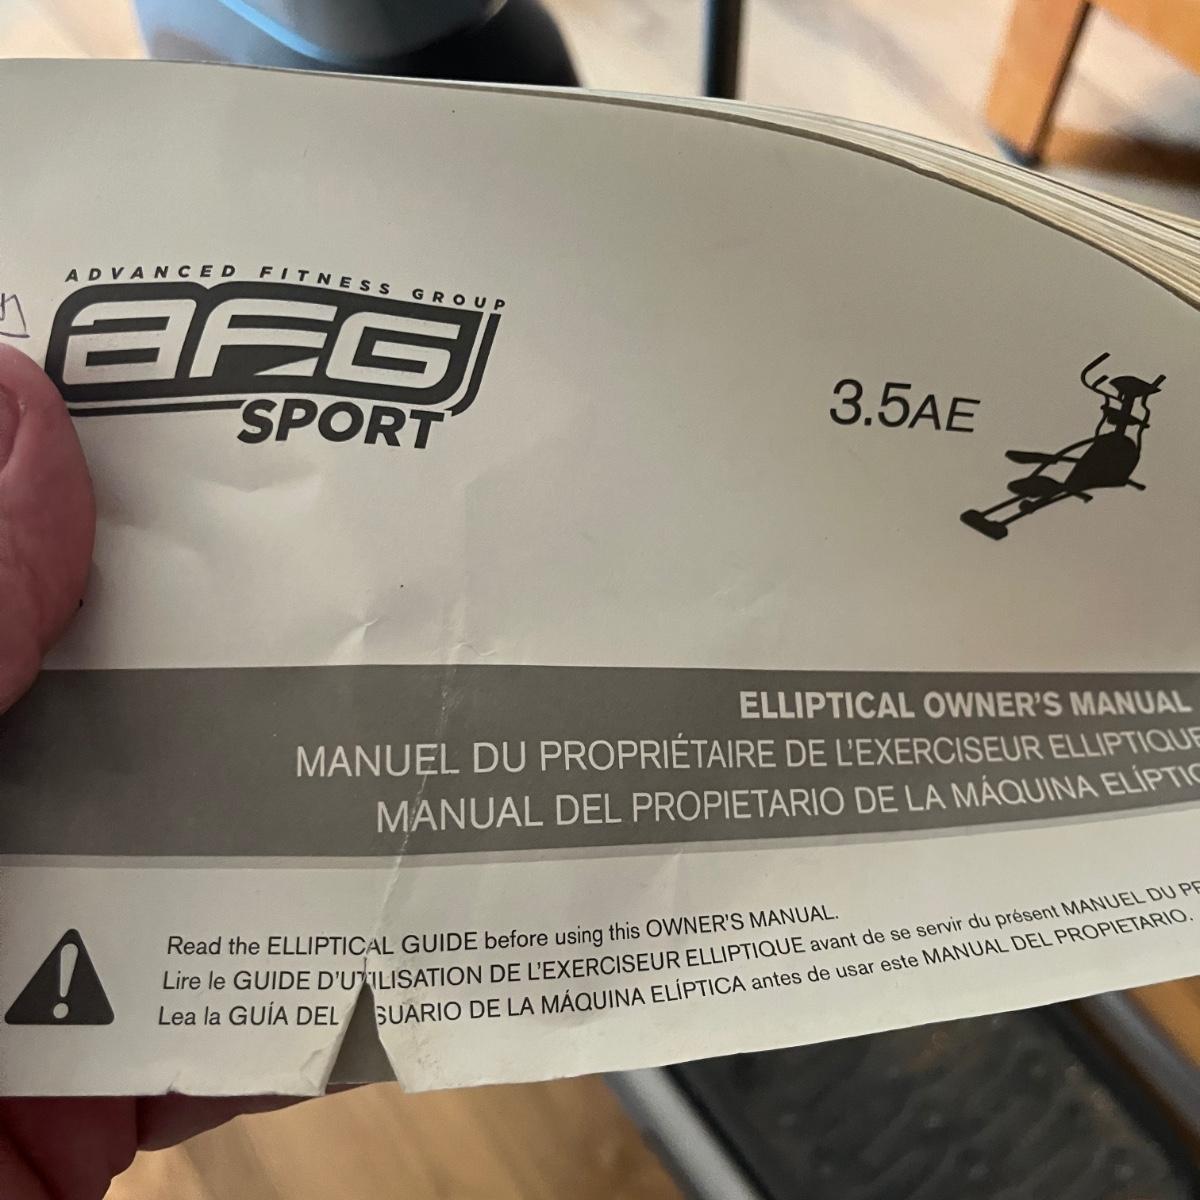 ADVANCED FITNESS GROUP
AFG
SPORT
3.5AE
ELLIPTICAL OWNER'S MANUAL
MANUEL DU PROPRIÉTAIRE DE L'EXERCISEUR ELLIPTIQUE
MANUAL DEL PROPIETARIO DE LA MÁQUINA
Read the ELLIPTICAL GUIDE before using this OWNER'S MANUAL.
Lire le GUIDE D'UTILISATION DE L'EXERCISEUR ELLIPTIQUE avant de se servir du présent MANUEL DU
Lea la GUÍA DEL USUARIO DE LA MÁQUINA ELÍPTICA antes de usar este MANUAL DEL PROPIETARIO.